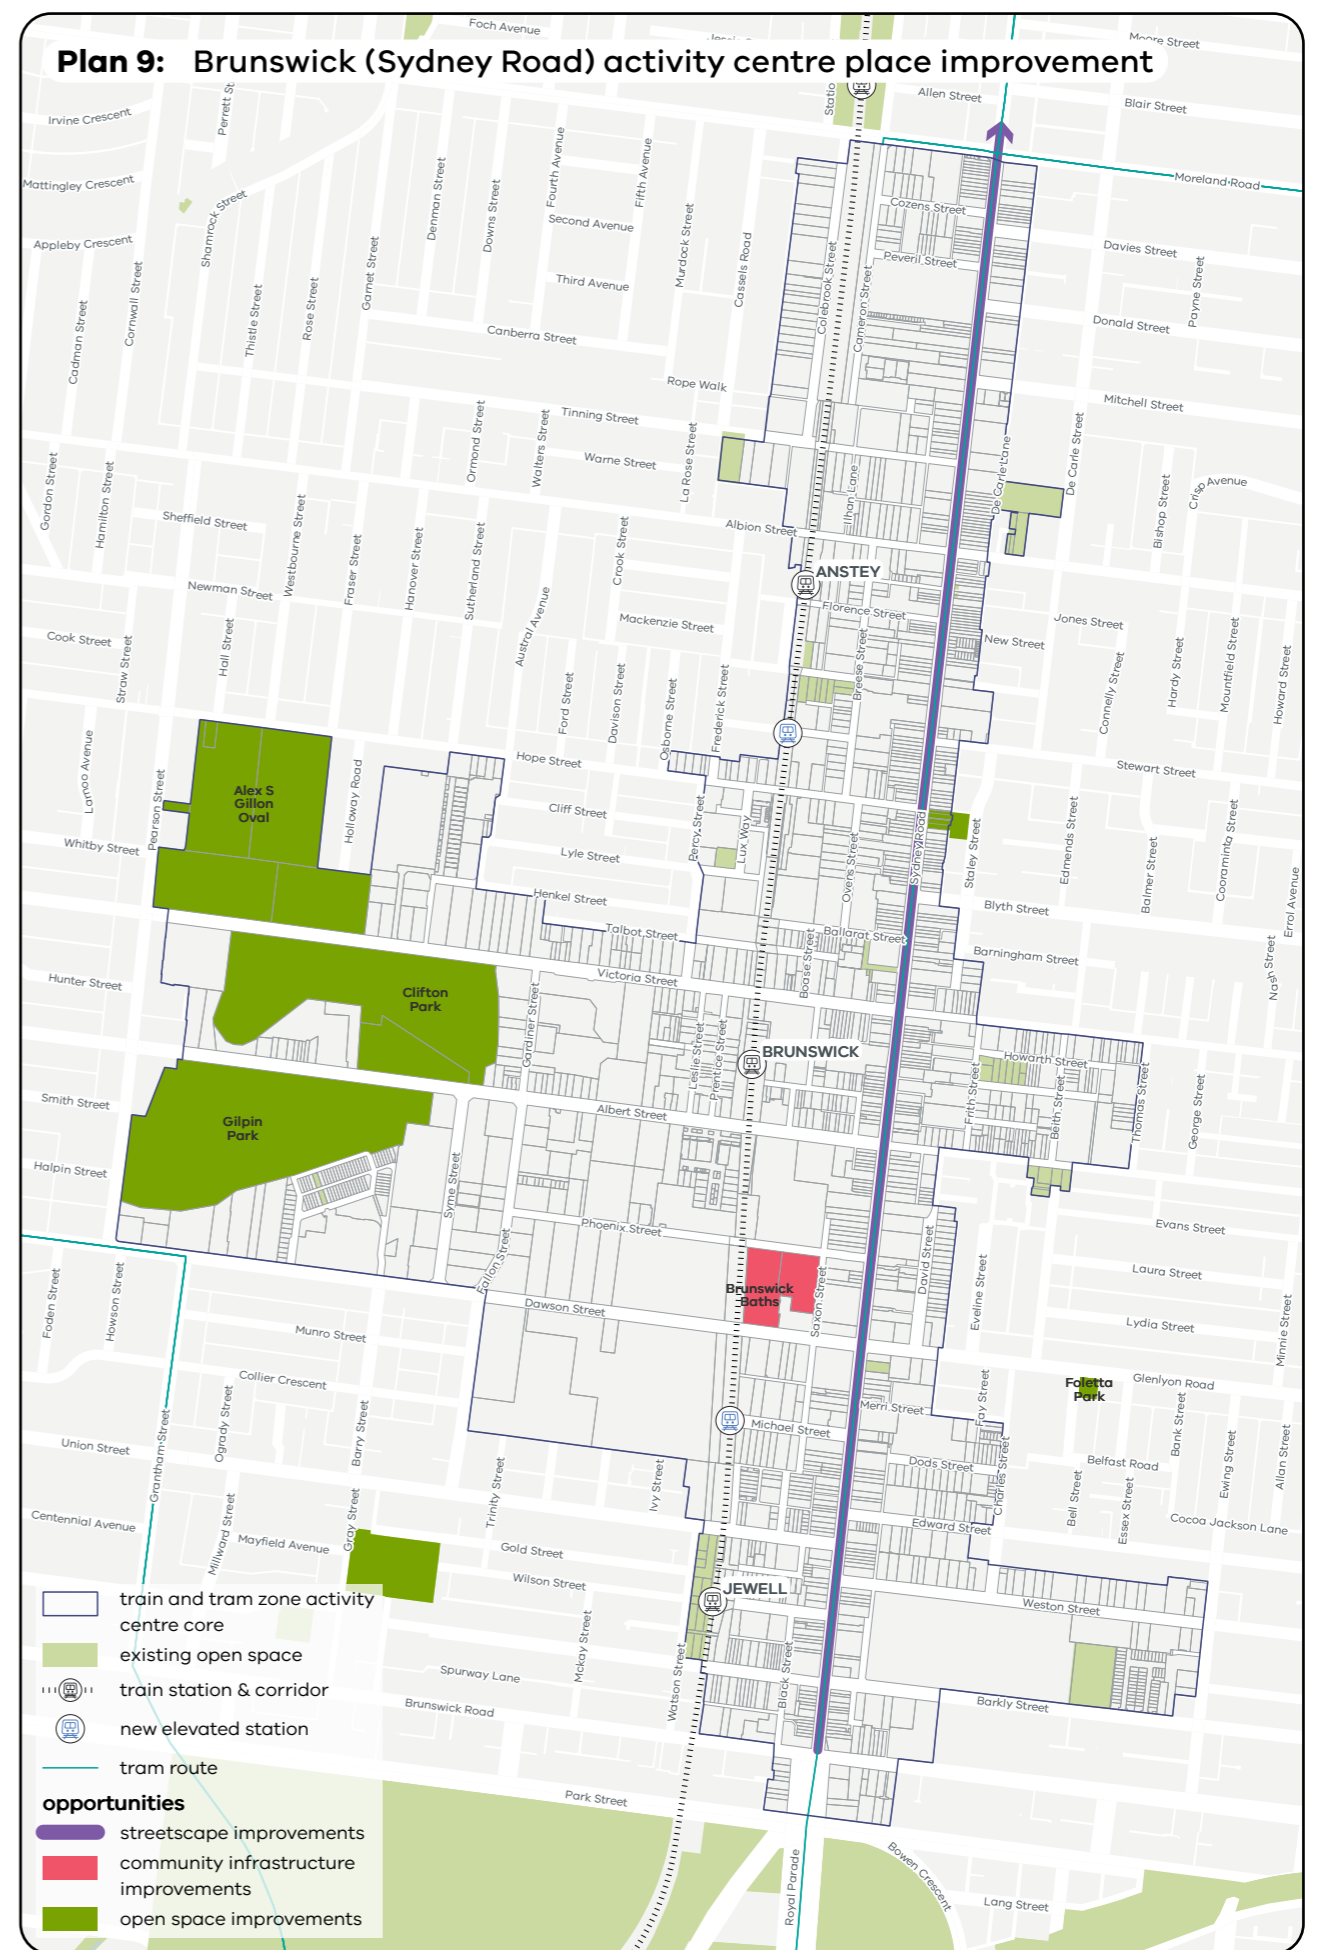 Plan 9: Brunswick (Sydney Road) activity centre place improvement
Foch Avenue
Moore Street
Allen Street
Blair Street
Irvine Crescent
Perrett St
Mattingley Crescent
Shamrock Street
Appleby Crescent
Cornwall Street
Cadman Street
Thistle Street
Rose Street
Garnet Street
Denman Street
Downs Street
Fourth Avenue
Second Avenue
Fifth Avenue
Third Avenue
Murdock Street
Cassels Road
Canberra Street
Rope Walk
Tinning Street
Warne Street
Colebrook Street
Cameron Street
Cozens Street
Peveril Street
Moreland Road
Davies Street
Payne Street
Donald Street
Mitchell Street
De Carle Street
De Carle Lane
Bishop Street
Crisp Avenue
Gordon Street
Hamilton Street
Sheffield Street
Westbourne Street
Fraser Street
Hanover Street
Sutherland Street
Ormond Street
Walters Street
La Rose Street
Ilhan Lane
Albion Street
ANSTEY
Crook Street
Newman Street
Cook Street
Straw Street
Hall Street
Austral Avenue
Mackenzie Street
Florence Street
Breese Street
New Street
Jones Street
Connelly Street
Hardy Street
Mountfield Street
Howard Street
Ford Street
Davison Street
Osborne Street
Frederick Street
Hope Street
Stewart Street
Lamoo Avenue
Pearson Street
Alex S
Gillon
Oval
Holloway Road
Cliff Street
Lyle Street
Percy Street
Lux Way
Ovens Street
Sydney Road
Staley Street
Edmends Street
Balmer Street
Cooraminta Street
Errol Avenue
Whitby Street
Henkel Street
Talbot Street
Ballarat Street
Blyth Street
Barningham Street
Nash Street
Victoria Street
Boase Street
Hunter Street
Clifton
Park
Gardiner Street
Leslie Street
Prentice Street
BRUNSWICK
Howarth Street
Frith Street
Beith Street
Thomas Street
George Street
Smith Street
Gilpin
Park
Albert Street
Halpin Street
Syme Street
Phoenix Street
Fallon Street
David Street
Evans Street
Laura Street
Lydia Street
Minnie Street
Eveline Street
Brunswick
Baths
Saxon Street
Dawson Street
Foden Street
Howson Street
Munro Street
Collier Crescent
Foletta
Park
Glenlyon Road
Merri Street
Fay Street
Bank Street
Union Street
Grantham Street
Ogrady Street
Barry Street
Michael Street
Dods Street
Charles Street
Belfast Road
Bell Street
Essex Street
Ewing Street
Allan Street
Cocoa Jackson Lane
Trinity Street
Ivy Street
Edward Street
Centennial Avenue
Millward Street
Mayfield Avenue
Gray Street
Gold Street
Wilson Street
JEWELL
Weston Street
Mckay Street
Watson Street
Black Street
Spurway Lane
Brunswick Road
Barkly Street
Park Street
Royal Parade
Bowen Crescent
Lang Street
train and tram zone activity
centre core
existing open space
train station & corridor
new elevated station
tram route
opportunities
streetscape improvements
community infrastructure
improvements
open space improvements